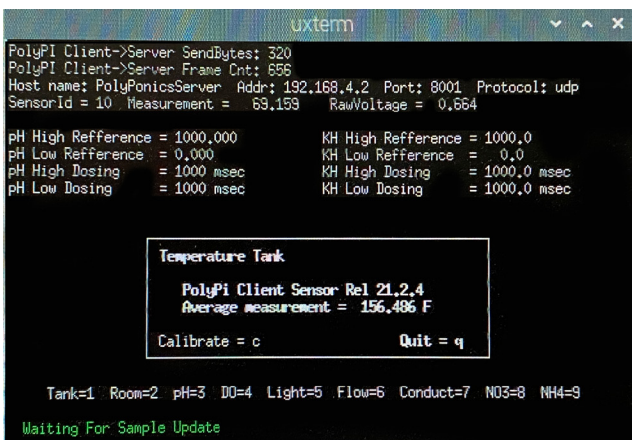 uxterm
PolyPI Client->Server SendBytes: 320
PolyPI Client->Server Frame Cnt: 656
Host name: PolyPonicsServer Addr: 192.168.4.2 Port: 8001 Protocol: udp
SensorId = 10 Measurement = 69.159 RawVoltage = 0.664
pH High Refference = 1000.000 KH High Refference = 1000.0
pH Low Refference = 0.000 KH Low Refference = 0.0
pH High Dosing = 1000 msec KH High Dosing = 1000.0 msec
pH Low Dosing = 1000 msec KH Low Dosing = 1000.0 msec
Temperature Tank
PolyPi Client Sensor Rel 21.2.4
Average measurement = 156.486 F
Calibrate = c Quit = q
Tank=1 Room=2 pH=3 DO=4 Light=5 Flow=6 Conduct=7 NO3=8 NH4=9
Waiting For Sample Update